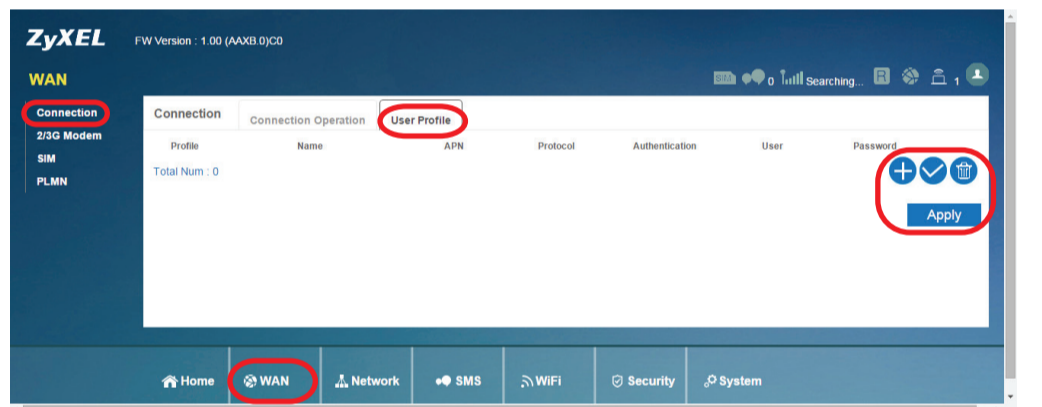 ZyXEL FW Version : 1.00 (AAXB.0)C0
WAN
SIM 0 Searching... R 1
Connection
2/3G Modem
SIM
PLMN
Connection Connection Operation User Profile
Profile Name APN Protocol Authentication User Password
Total Num : 0
Apply
Home WAN Network SMS WiFi Security System